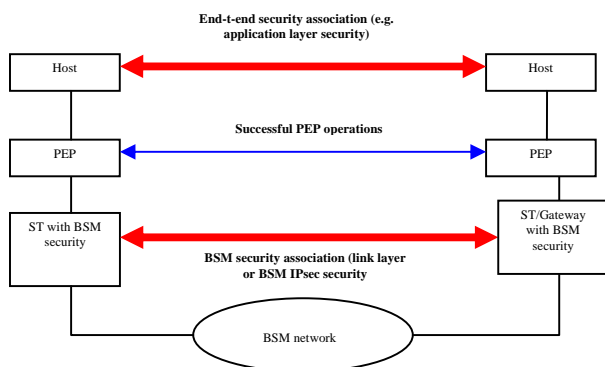 End-t-end security association (e.g.
application layer security)
Host
Host
Successful PEP operations
PEP
PEP
ST with BSM
security
ST/Gateway
with BSM
security
BSM security association (link layer
or BSM IPsec security
BSM network